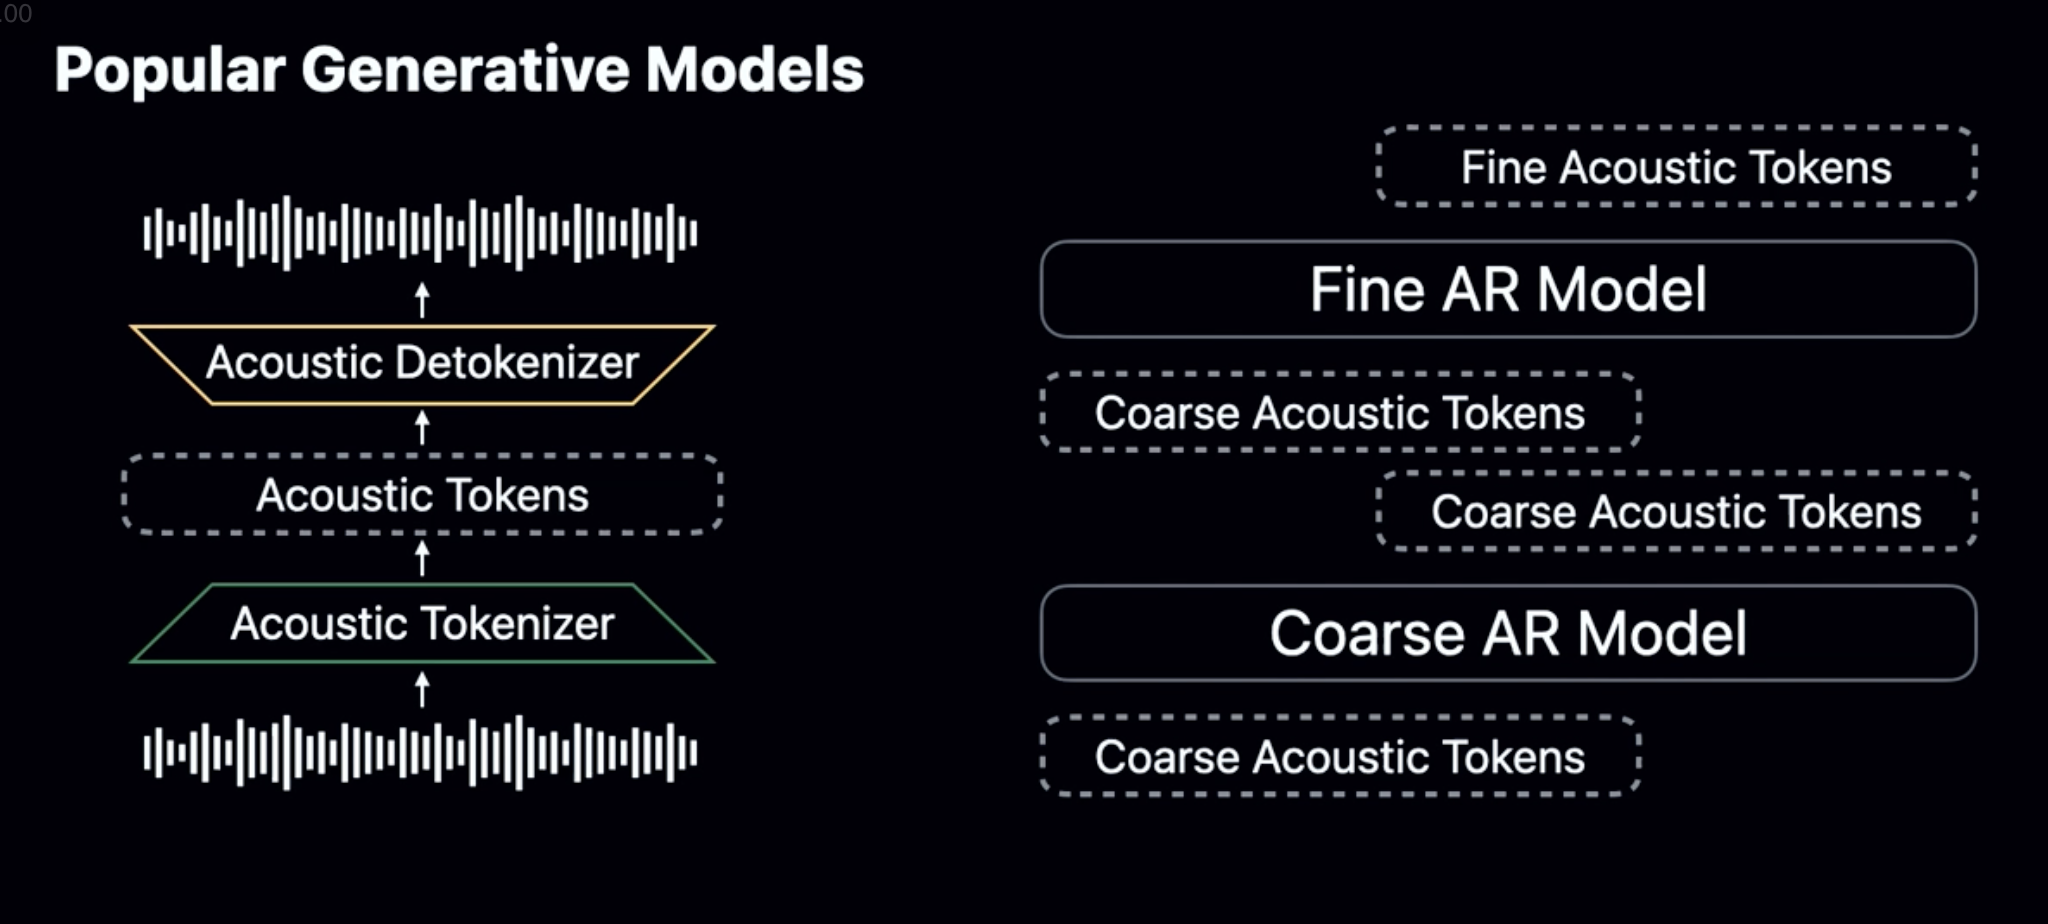 .00
Popular Generative Models
Acoustic Detokenizer
Acoustic Tokens
Acoustic Tokenizer
Fine Acoustic Tokens
Fine AR Model
Coarse Acoustic Tokens
Coarse Acoustic Tokens
Coarse AR Model
Coarse Acoustic Tokens